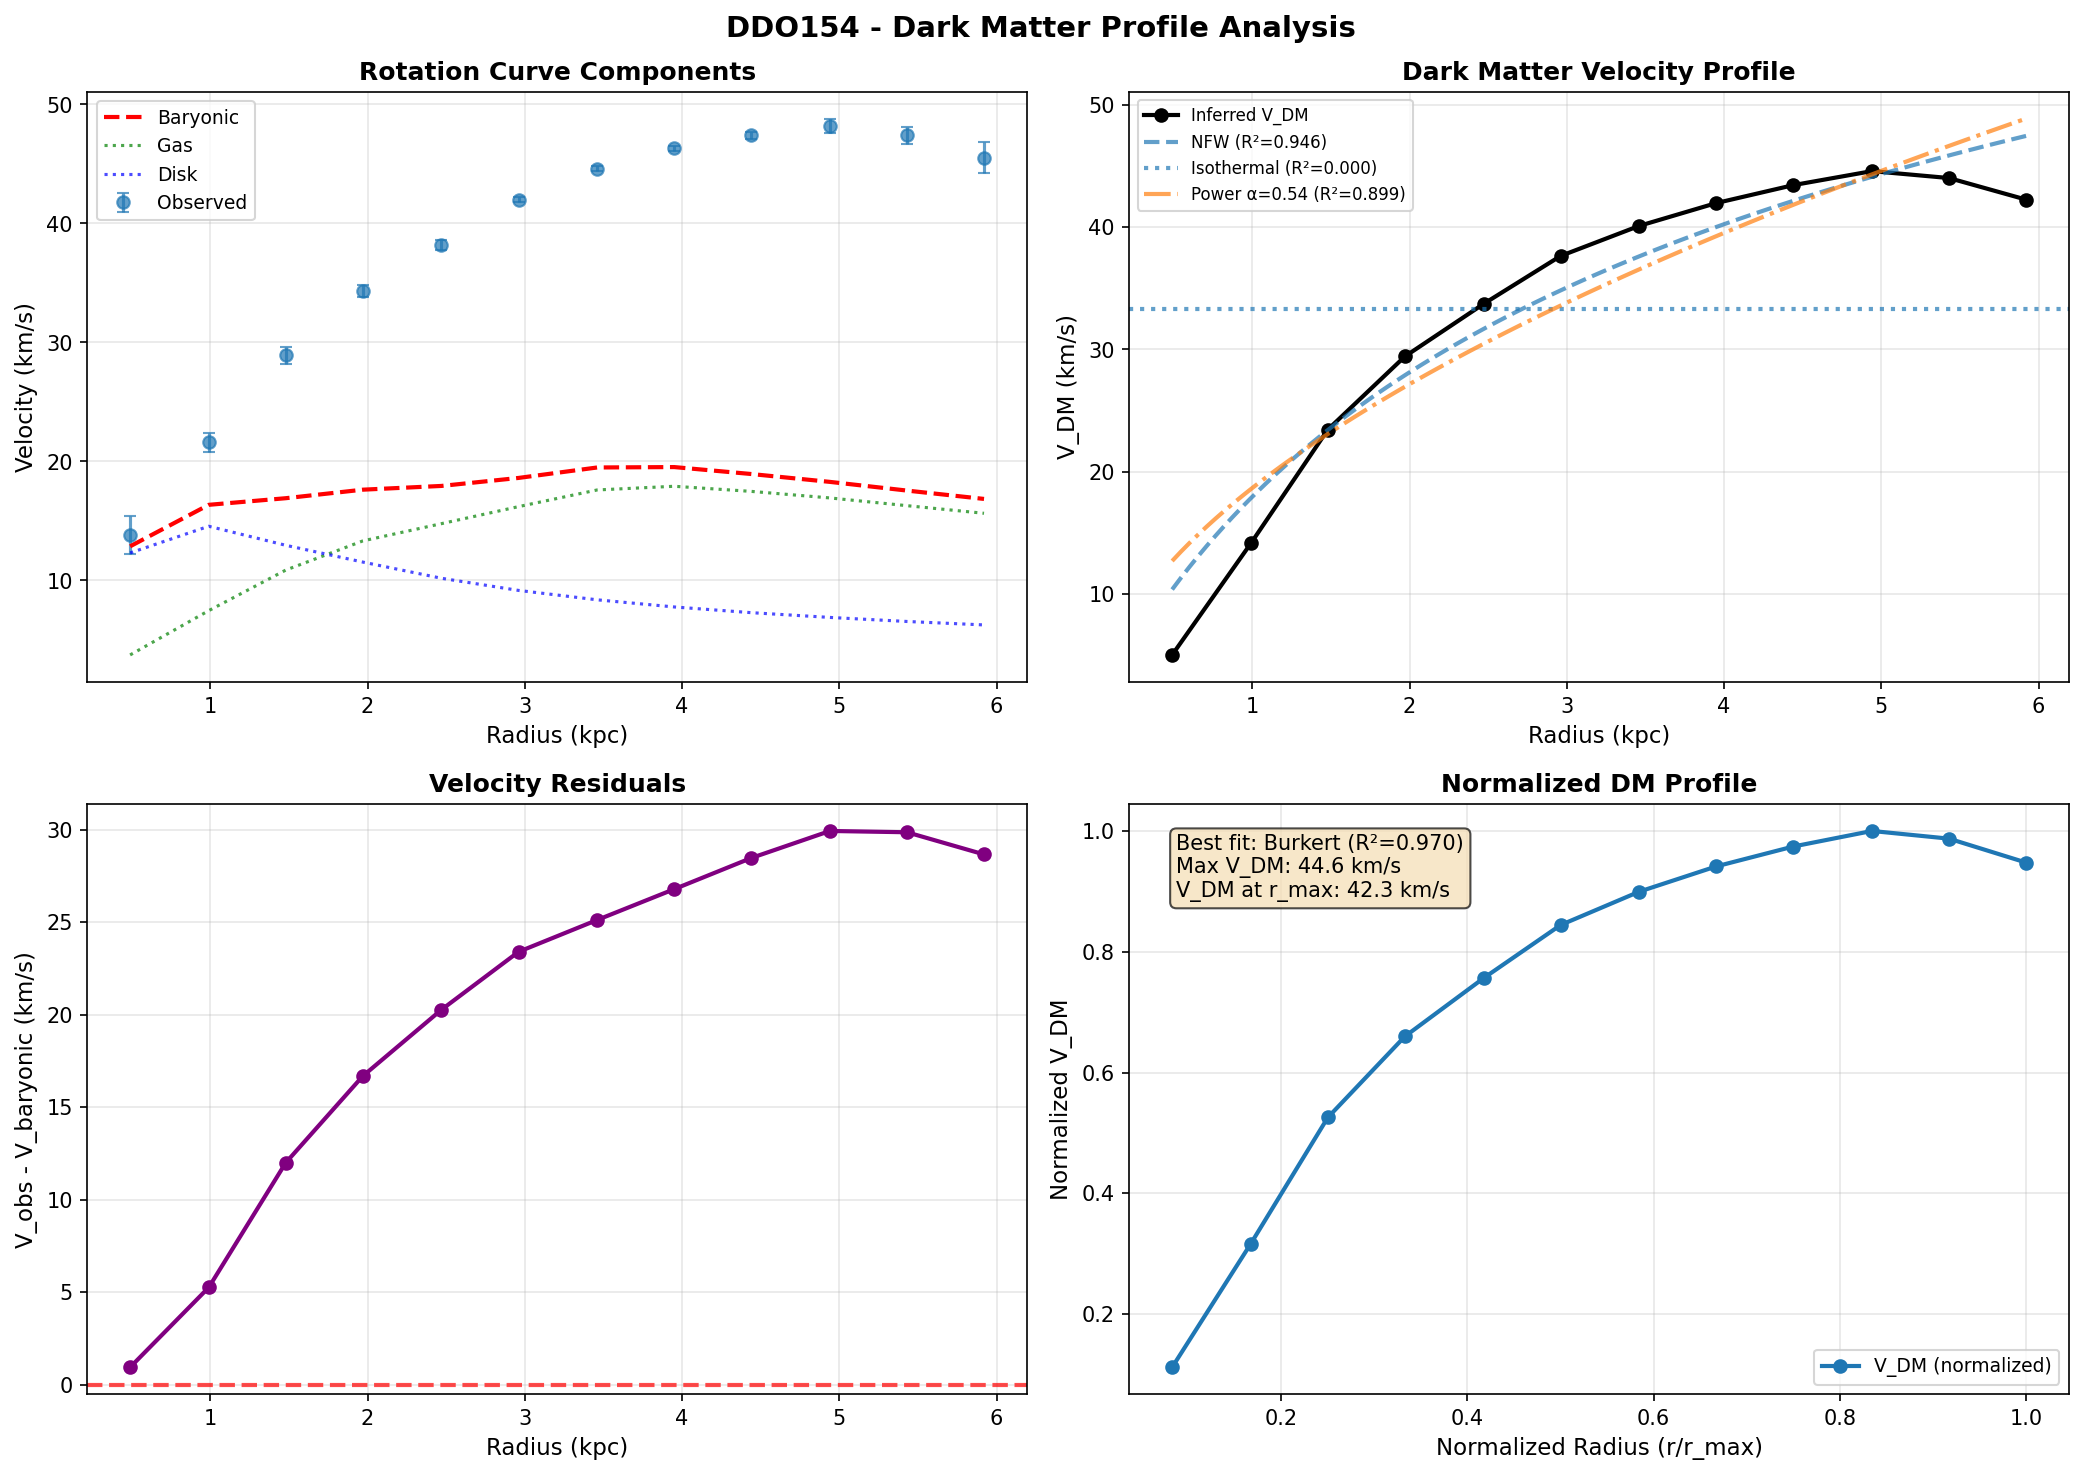 DDO154 - Dark Matter Profile Analysis
Rotation Curve Components
Baryonic
Gas
Disk
Observed
50
40
30
20
10
Velocity (km/s)
1 2 3 4 5 6
Radius (kpc)
Dark Matter Velocity Profile
Inferred V_DM
NFW (R²=0.946)
Isothermal (R²=0.000)
Power α=0.54 (R²=0.899)
50
40
30
20
10
V_DM (km/s)
1 2 3 4 5 6
Radius (kpc)
Velocity Residuals
30
25
20
15
10
5
0
V_obs - V_baryonic (km/s)
1 2 3 4 5 6
Radius (kpc)
Normalized DM Profile
Best fit: Burkert (R²=0.970)
Max V_DM: 44.6 km/s
V_DM at r_max: 42.3 km/s
1.0
0.8
0.6
0.4
0.2
Normalized V_DM
V_DM (normalized)
0.2 0.4 0.6 0.8 1.0
Normalized Radius (r/r_max)